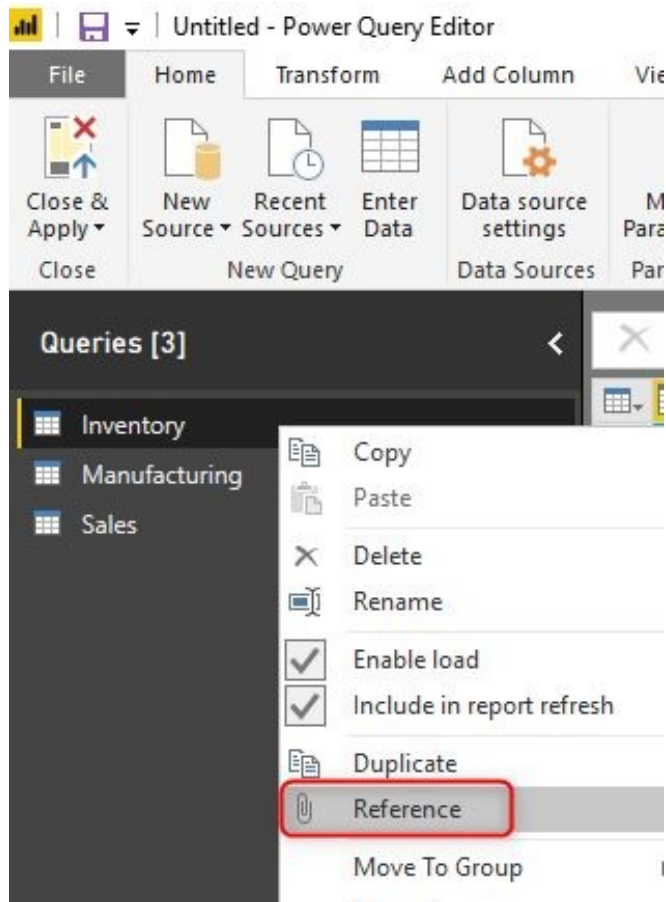 Untitled - Power Query Editor
File Home Transform Add Column
Close & Apply
New Source
Recent Sources
Enter Data
Data source settings
Close New Query Data Sources
Queries [3]
Inventory
Manufacturing
Sales
Copy
Paste
Delete
Rename
Enable load
Include in report refresh
Duplicate
Reference
Move To Group